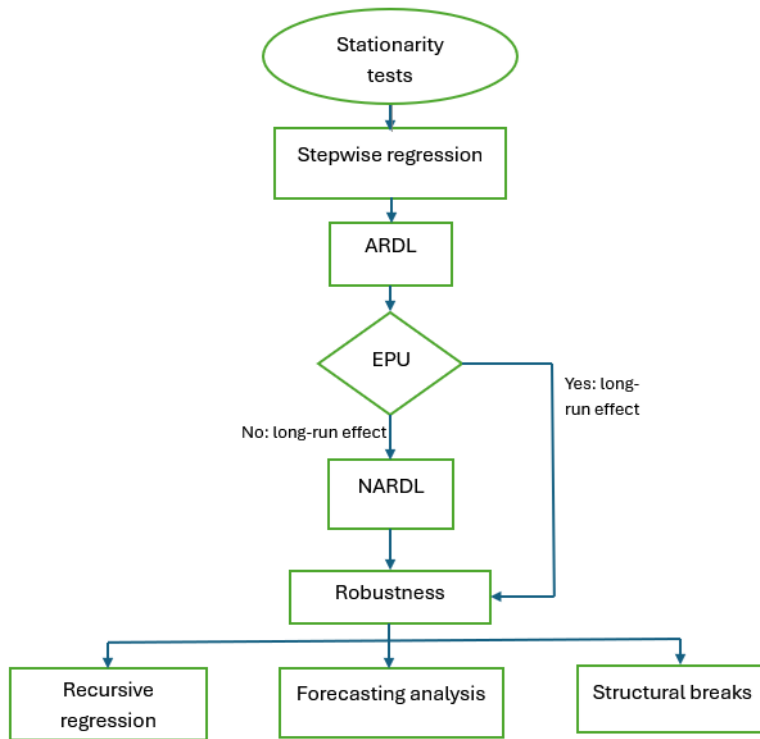 Stationarity
tests
Stepwise regression
ARDL
EPU
Yes: long-
run effect
No: long-run effect
NARDL
Robustness
Recursive
regression
Forecasting analysis
Structural breaks